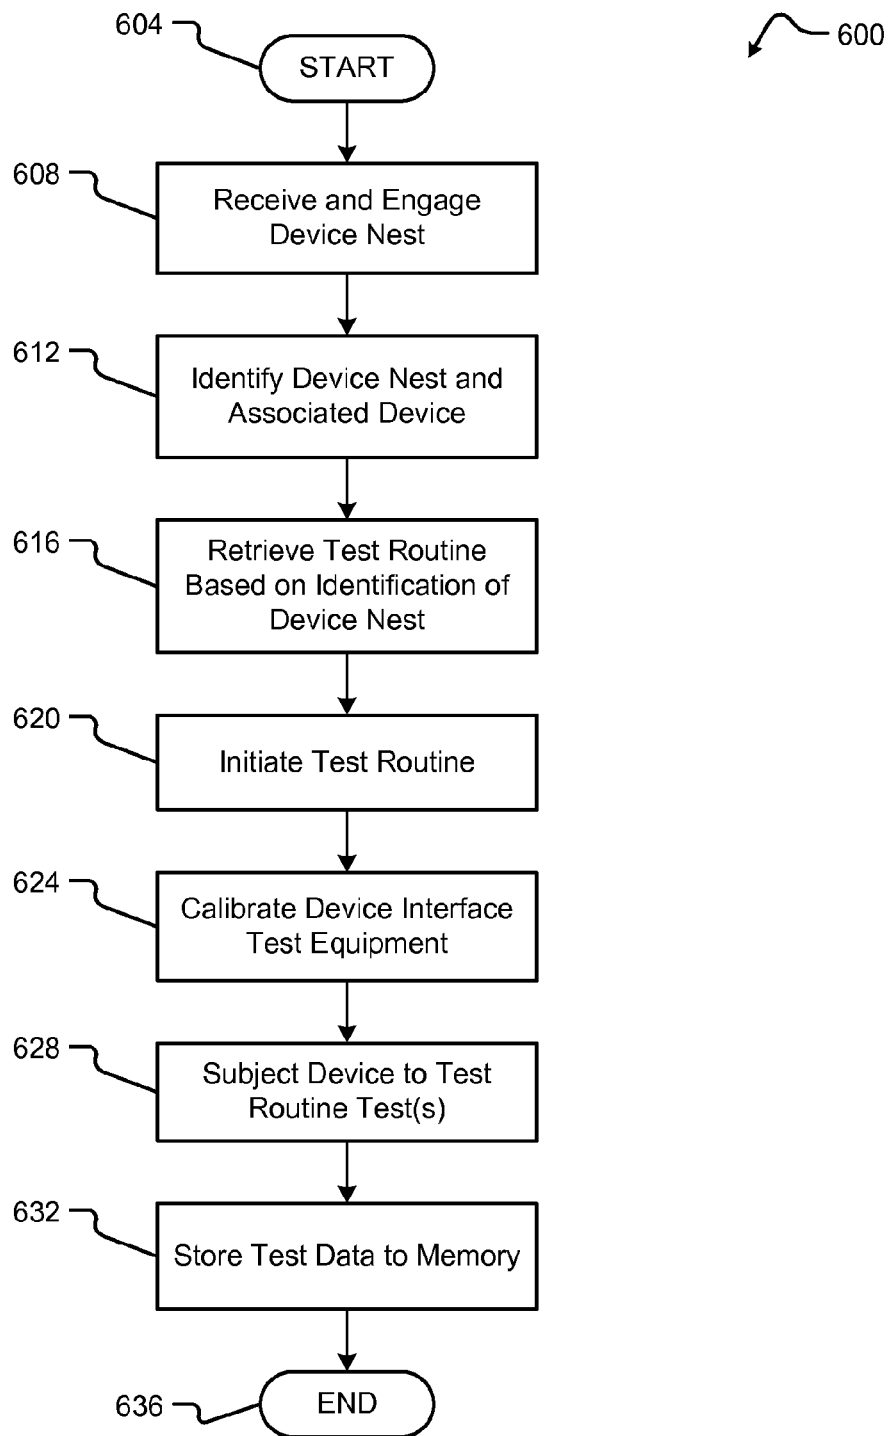 604
START
600
608
Receive and Engage
Device Nest
612
Identify Device Nest and
Associated Device
616
Retrieve Test Routine
Based on Identification of
Device Nest
620
Initiate Test Routine
624
Calibrate Device Interface
Test Equipment
628
Subject Device to Test
Routine Test(s)
632
Store Test Data to Memory
636
END